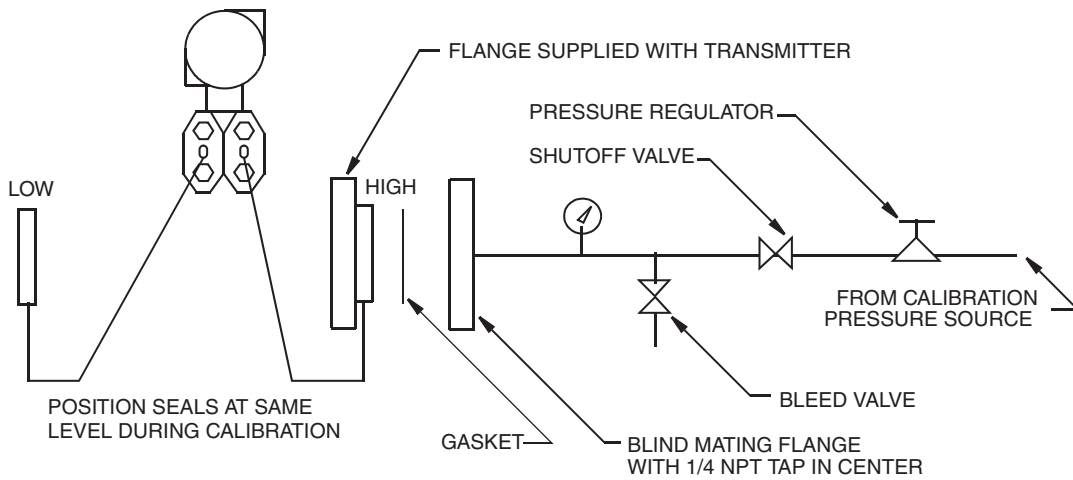 FLANGE SUPPLIED WITH TRANSMITTER
PRESSURE REGULATOR
SHUTOFF VALVE
LOW
HIGH
FROM CALIBRATION
PRESSURE SOURCE
POSITION SEALS AT SAME
LEVEL DURING CALIBRATION
BLEED VALVE
GASKET
BLIND MATING FLANGE
WITH 1/4 NPT TAP IN CENTER